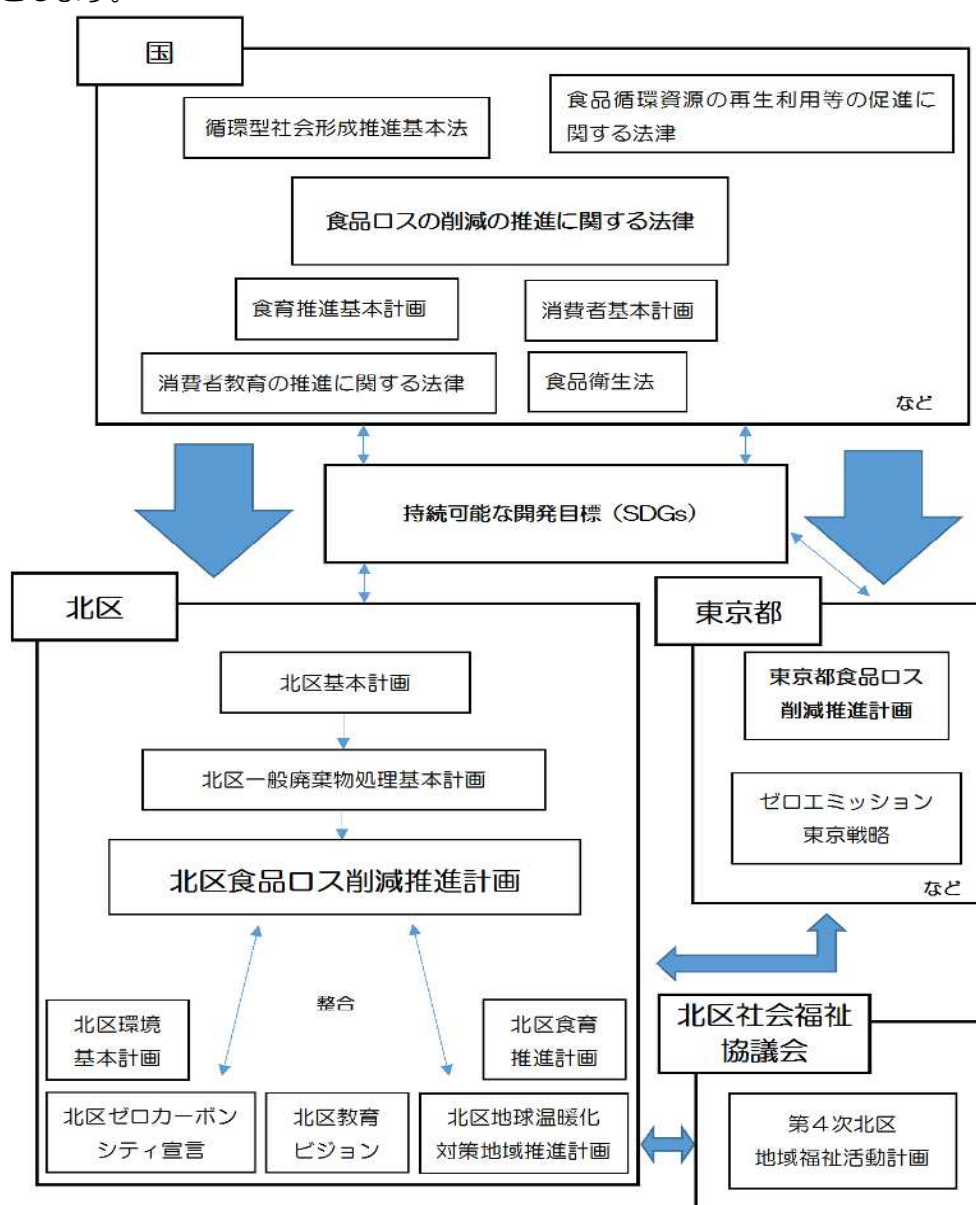 とします。
国
循環型社会形成推進基本法
食品循環資源の再生利用等の促進に
関する法律
食品ロスの削減の推進に関する法律
食育推進基本計画
消費者基本計画
消費者教育の推進に関する法律
食品衛生法
など
持続可能な開発目標（SDGs）
北区
北区基本計画
北区一般廃棄物処理基本計画
北区食品ロス削減推進計画
整合
北区環境
基本計画
北区食育
推進計画
北区ゼロカーボン
シティ宣言
北区教育
ビジョン
北区地球温暖化
対策地域推進計画
東京都
東京都食品ロス
削減推進計画
ゼロエミッション
東京戦略
など
北区社会福祉
協議会
第４次北区
地域福祉活動計画